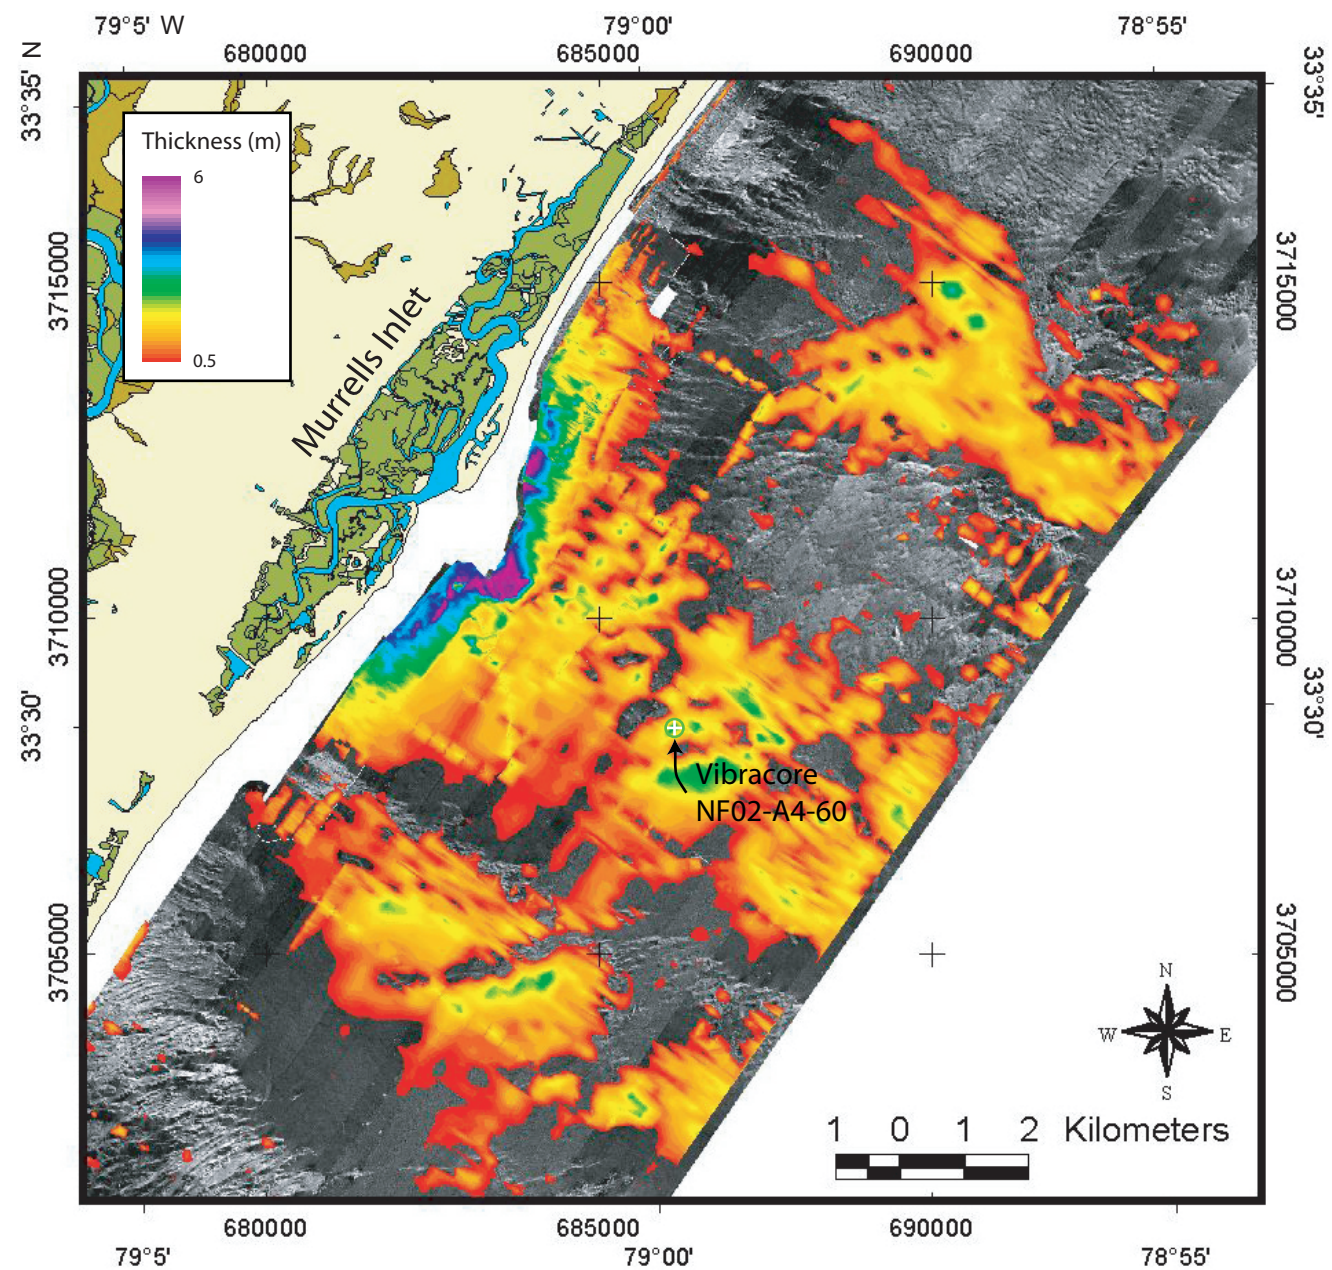 79°5' W 79°00' 78°55'
680000 685000 690000
33°35' N
33°35'
Thickness (m)
6
0.5
3715000
3715000
Murrells Inlet
3710000
3710000
33°30'
33°30'
Vibracore
NF02-A4-60
3705000
3705000
N
W E
S
1 0 1 2 Kilometers
680000 685000 690000
79°5' 79°00' 78°55'